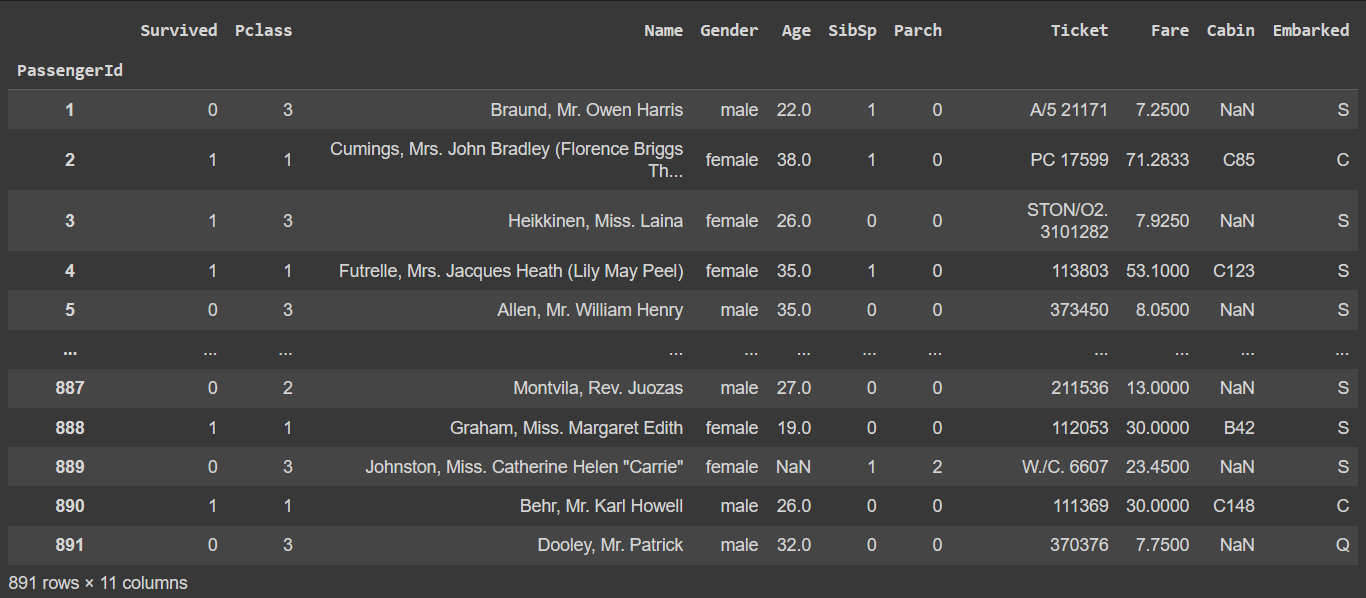 Survived Pclass Name Gender Age SibSp Parch Ticket Fare Cabin Embarked
PassengerId
1 0 3 Braund, Mr. Owen Harris male 22.0 1 0 A/5 21171 7.2500 NaN S
2 1 1 Cumings, Mrs. John Bradley (Florence Briggs Th... female 38.0 1 0 PC 17599 71.2833 C85 C
3 1 3 Heikkinen, Miss. Laina female 26.0 0 0 STON/O2. 3101282 7.9250 NaN S
4 1 1 Futrelle, Mrs. Jacques Heath (Lily May Peel) female 35.0 1 0 113803 53.1000 C123 S
5 0 3 Allen, Mr. William Henry male 35.0 0 0 373450 8.0500 NaN S
... ... ... ... ... ... ... ... ... ... ... ...
887 0 2 Montvila, Rev. Juozas male 27.0 0 0 211536 13.0000 NaN S
888 1 1 Graham, Miss. Margaret Edith female 19.0 0 0 112053 30.0000 B42 S
889 0 3 Johnston, Miss. Catherine Helen "Carrie" female NaN 1 2 W./C. 6607 23.4500 NaN S
890 1 1 Behr, Mr. Karl Howell male 26.0 0 0 111369 30.0000 C148 C
891 0 3 Dooley, Mr. Patrick male 32.0 0 0 370376 7.7500 NaN Q
891 rows × 11 columns